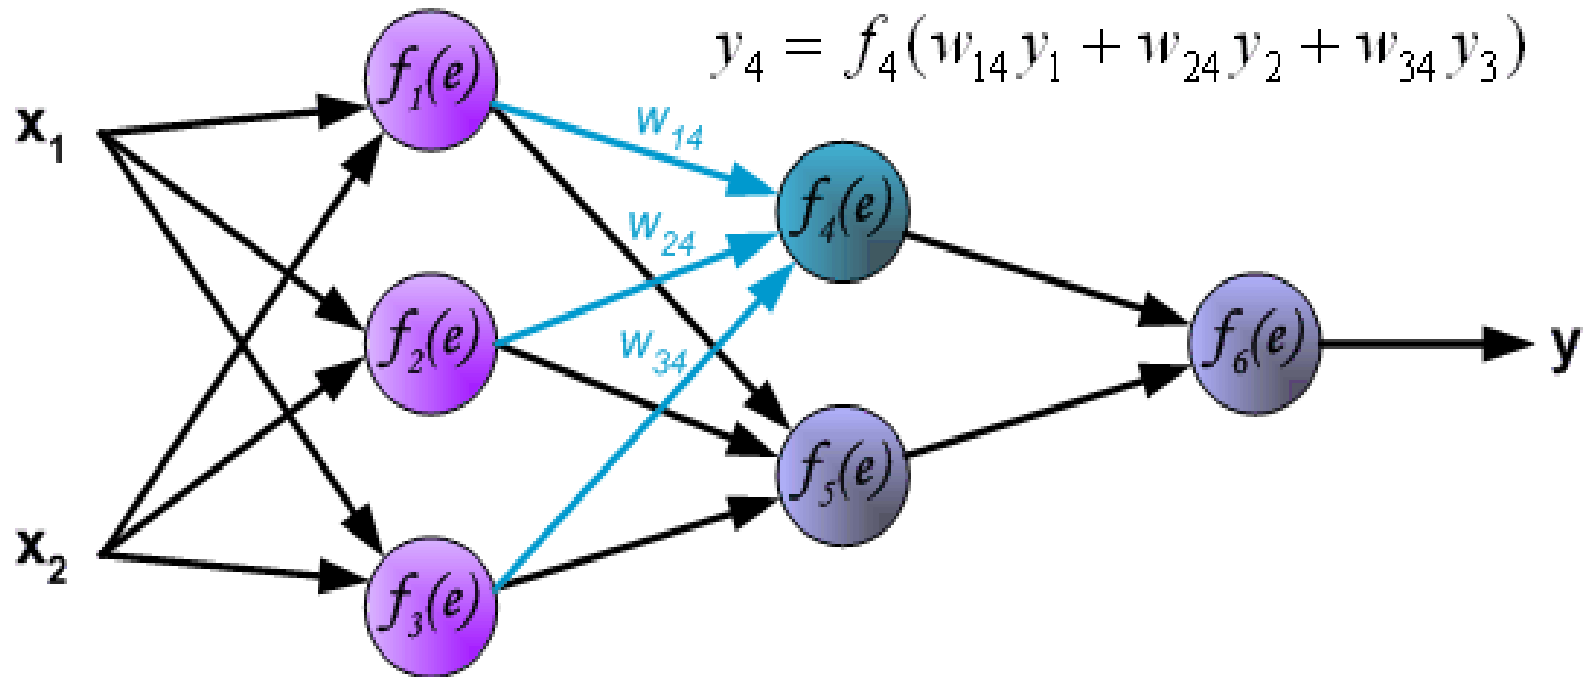 y₄ = f₄(w₁₄y₁ + w₂₄y₂ + w₃₄y₃)
f₁(e)
x₁
w₁₄
f₄(e)
w₂₄
f₂(e)
w₃₄
f₆(e)
y
f₅(e)
x₂
f₃(e)